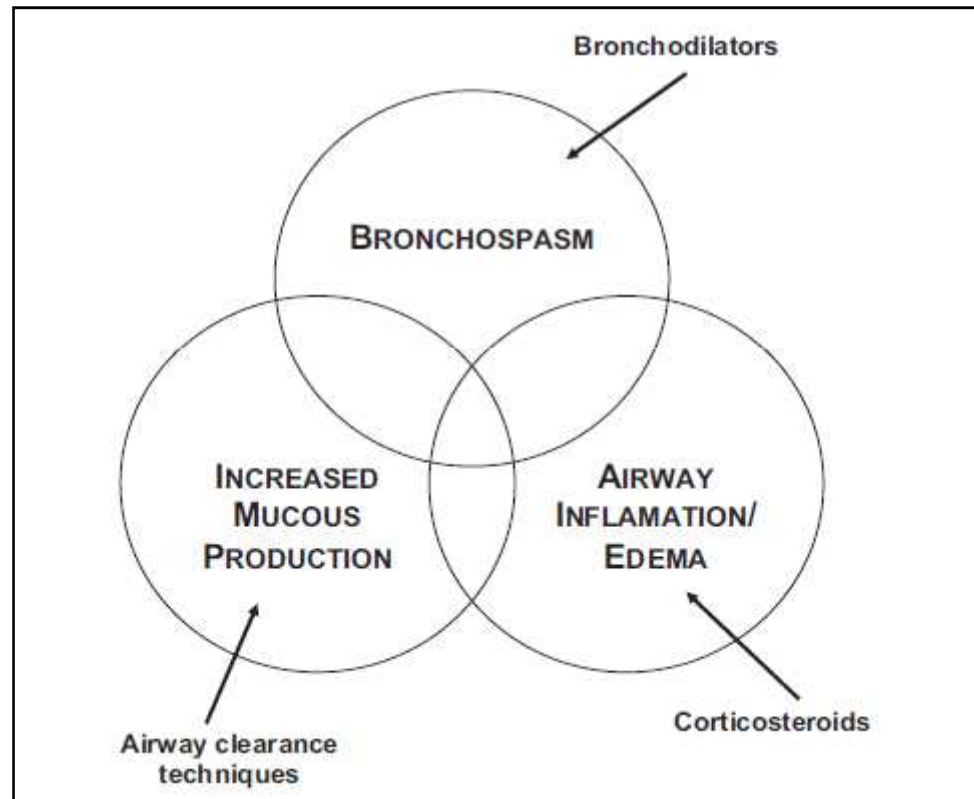 Bronchodilators
BRONCHOSPASM
INCREASED
MUCOUS
PRODUCTION
AIRWAY
INFLAMATION/
EDEMA
Airway clearance
techniques
Corticosteroids